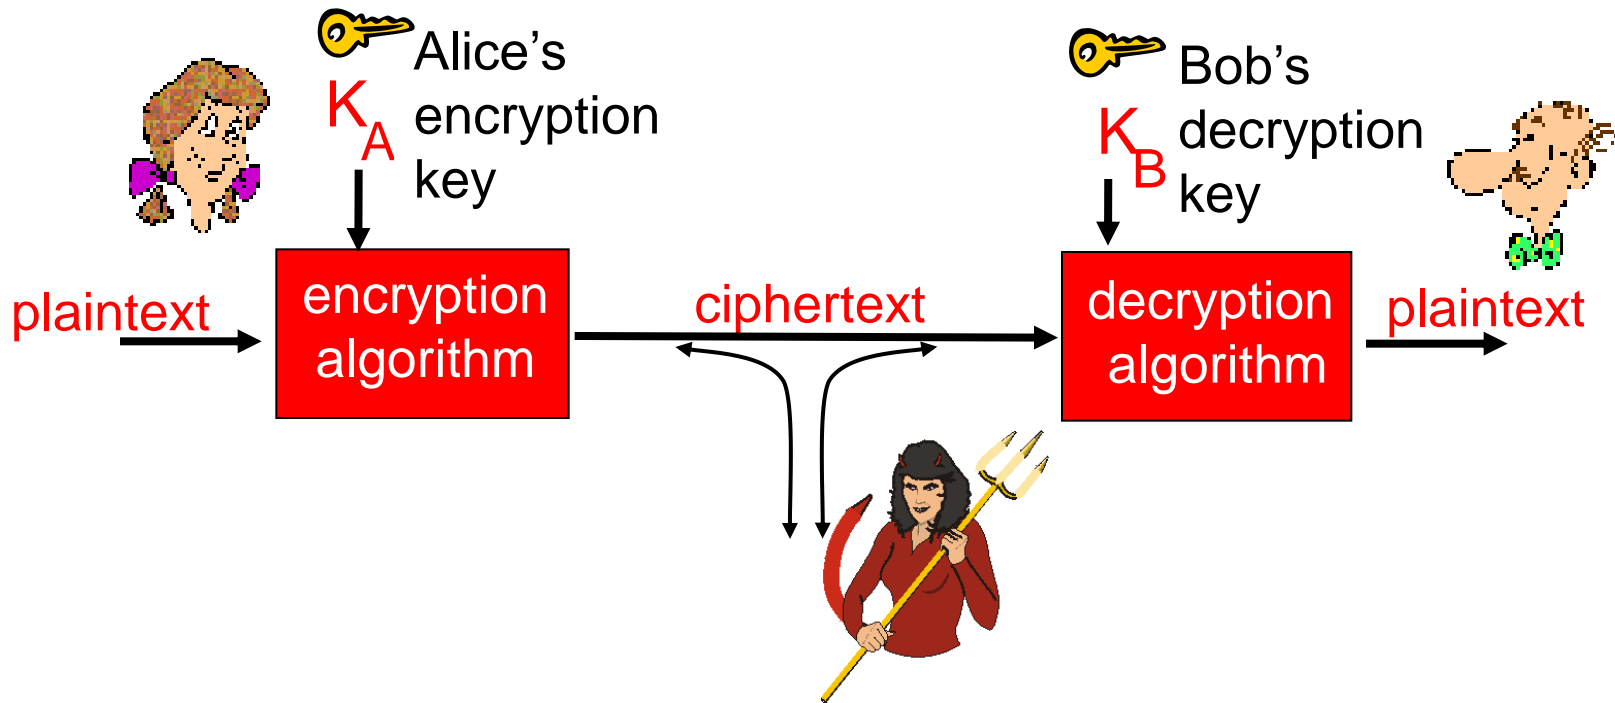 Alice’s
encryption
key
K
A
Bob’s
decryption
key
K
B
plaintext
encryption
algorithm
ciphertext
decryption
algorithm
plaintext